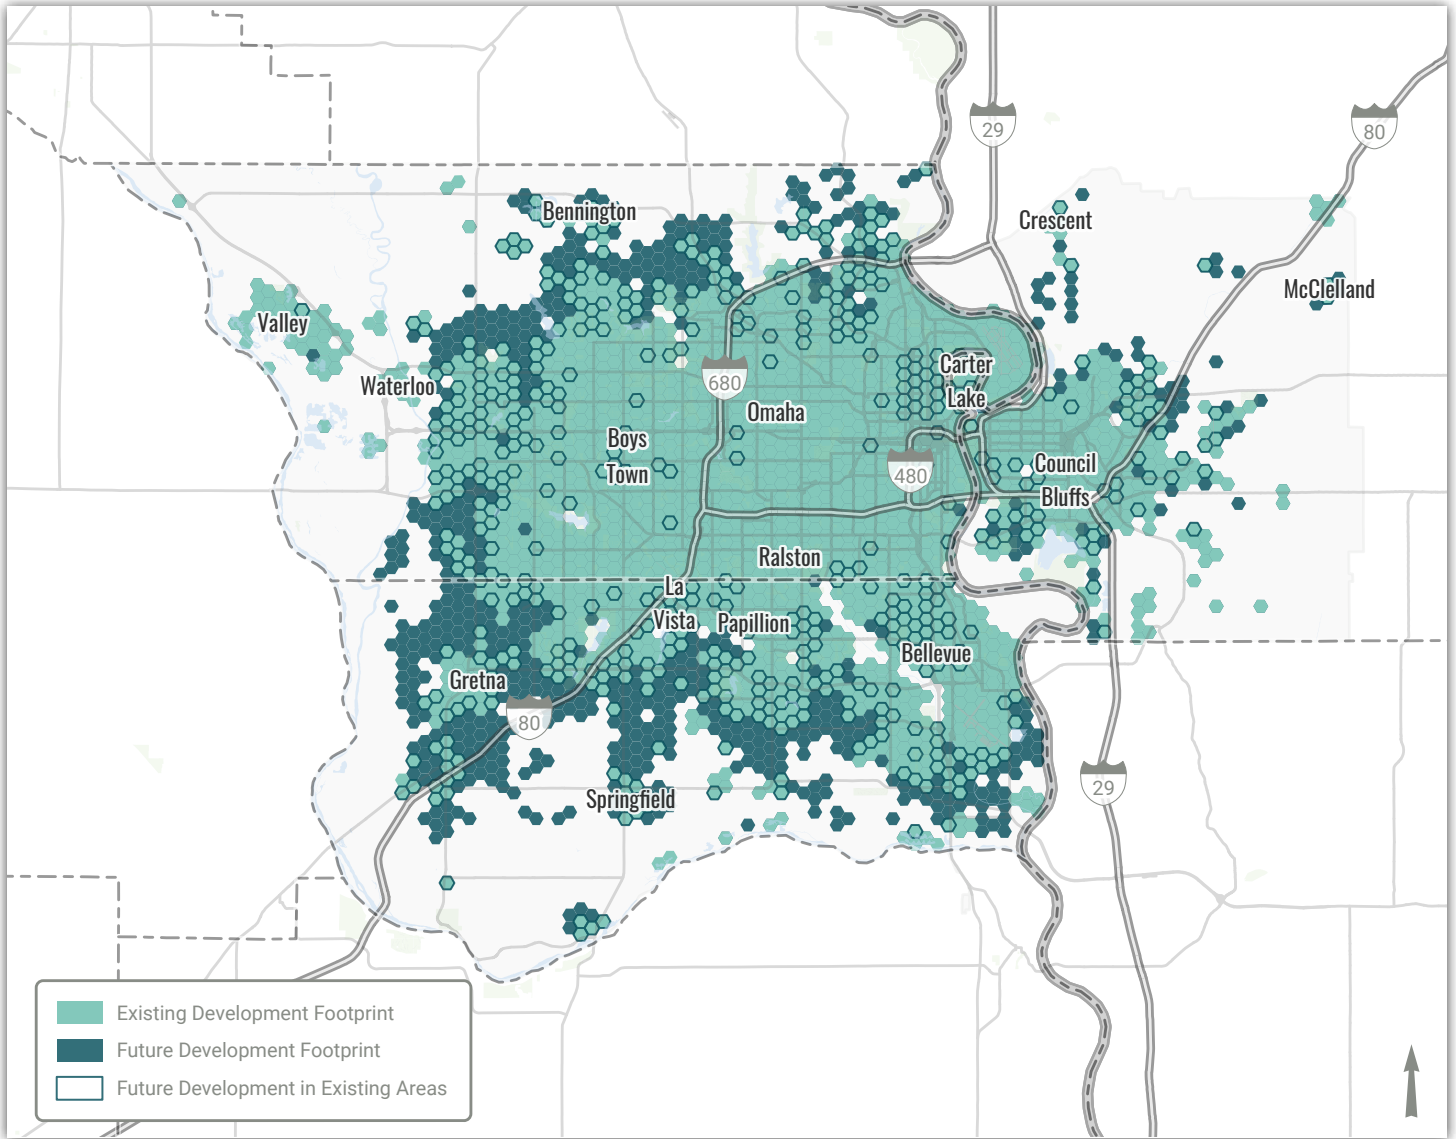 29
80
Bennington
Crescent
McClelland
Valley
Waterloo
680
Carter
Lake
Omaha
Boys
Town
480
Council
Bluffs
Ralston
La
Vista
Papillion
Bellevue
Gretna
80
29
Springfield
Existing Development Footprint
Future Development Footprint
Future Development in Existing Areas